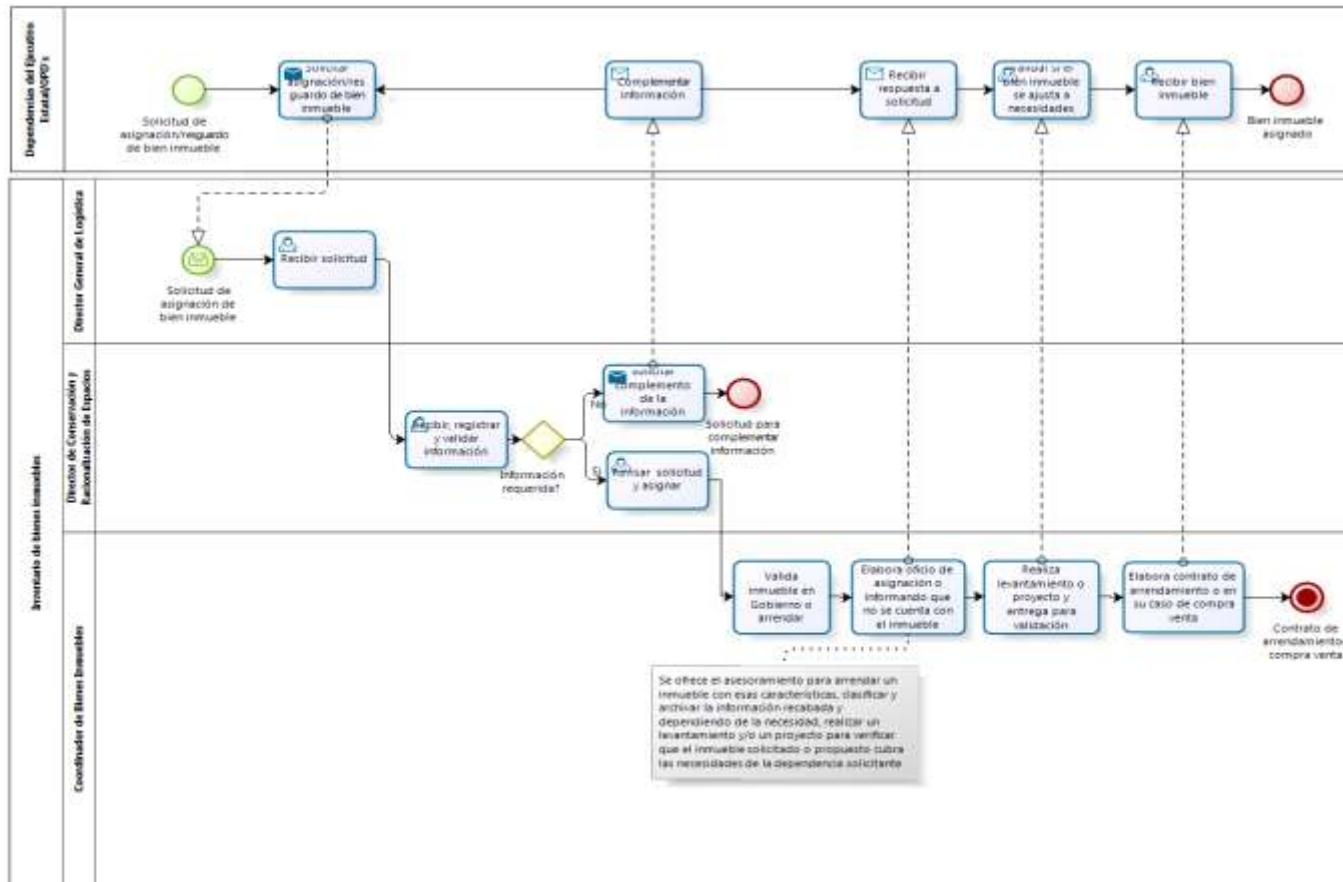 Dependencias del Ejecutivo
Estatal/OPD's
Solicitud de
asignación/resguardo
de bien inmueble
Solicitar
asignación/res
guardo de bien
inmueble
Complementar
información
Recibir
respuesta a
solicitud
bien inmueble
se ajusta a
necesidades
Recibir bien
inmueble
Bien inmueble
asignado
Inventario de bienes inmuebles
Director General de Logística
Solicitud de
asignación de
bien inmueble
Recibir solicitud
Director de Conservación y
Racionalización de Espacios
Recibir, registrar
y validar
información
Información
requerida?
No
Si
Solicitar
complemento
de la
información
Solicitud para
complementar
información
Revisar solicitud
y asignar
Coordinador de Bienes Inmuebles
Valida
inmueble en
Gobierno o
arrendar
Elabora oficio de
asignación o
informando que
no se cuenta con
el inmueble
Realiza
levantamiento o
proyecto y
entrega para
validación
Elabora contrato de
arrendamiento o en
su caso de compra
venta
Contrato de
arrendamiento
compra venta
Se ofrece el asesoramiento para arrendar un
inmueble con esas características, clasificar y
archivar la información recabada y
dependiendo de la necesidad, realizar un
levantamiento y/o un proyecto para verificar
que el inmueble solicitado o propuesto cubra
las necesidades de la dependencia solicitante